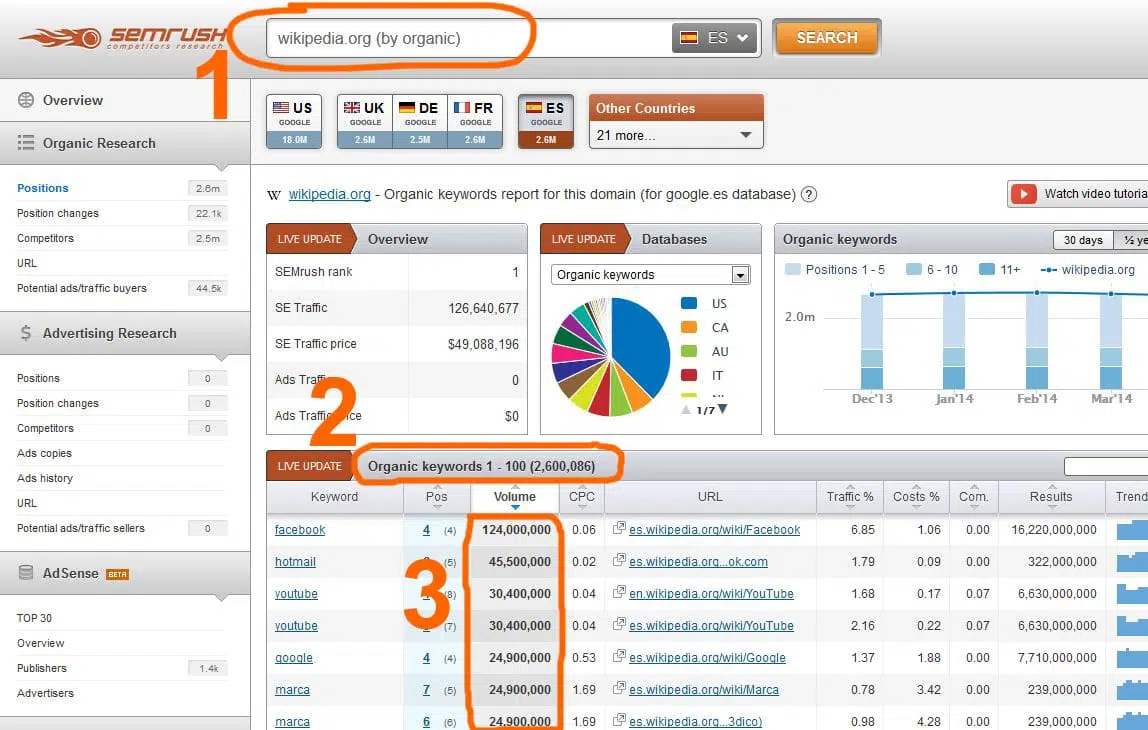 semrush
competitors research
wikipedia.org (by organic)
ES
SEARCH
1
Overview
Organic Research
Positions 2.6m
Position changes 22.1k
Competitors 2.5m
URL
Potential ads/traffic buyers 44.5k
$ Advertising Research
Positions 0
Position changes 0
Competitors 0
Ads copies
Ads history
URL
Potential ads/traffic sellers 0
AdSense BETA
TOP 30
Overview
Publishers 1.4k
Advertisers
US GOOGLE 18.0M
UK GOOGLE 2.6M
DE GOOGLE 2.5M
FR GOOGLE 2.6M
ES GOOGLE 2.6M
Other Countries
21 more...
W wikipedia.org - Organic keywords report for this domain (for google.es database) ?
Watch video tutoria
LIVE UPDATE Overview
SEMrush rank 1
SE Traffic 126,640,677
SE Traffic price $49,088,196
Ads Traffic 0
Ads Traffic price $0
LIVE UPDATE Databases
Organic keywords
US
CA
AU
IT
1/7
Organic keywords
30 days ½ ye
Positions 1 - 5 6 - 10 11+ wikipedia.org
2.0m
Dec'13 Jan'14 Feb'14 Mar'14
2
LIVE UPDATE Organic keywords 1 - 100 (2,600,086)
Keyword Pos Volume CPC URL Traffic % Costs % Com. Results Trend
facebook 4 (4) 124,000,000 0.06 es.wikipedia.org/wiki/Facebook 6.85 1.06 0.00 16,220,000,000
hotmail (5) 45,500,000 0.02 es.wikipedia.org...ok.com 1.79 0.09 0.00 322,000,000
youtube (8) 30,400,000 0.04 en.wikipedia.org/wiki/YouTube 1.68 0.17 0.07 6,630,000,000
youtube (7) 30,400,000 0.04 es.wikipedia.org/wiki/YouTube 2.16 0.22 0.07 6,630,000,000
google 4 (4) 24,900,000 0.53 es.wikipedia.org/wiki/Google 1.37 1.88 0.00 7,710,000,000
marca 7 (5) 24,900,000 1.69 es.wikipedia.org/wiki/Marca 0.78 3.42 0.00 239,000,000
marca 6 (6) 24,900,000 1.69 es.wikipedia.org...3dico) 0.98 4.28 0.00 239,000,000
3